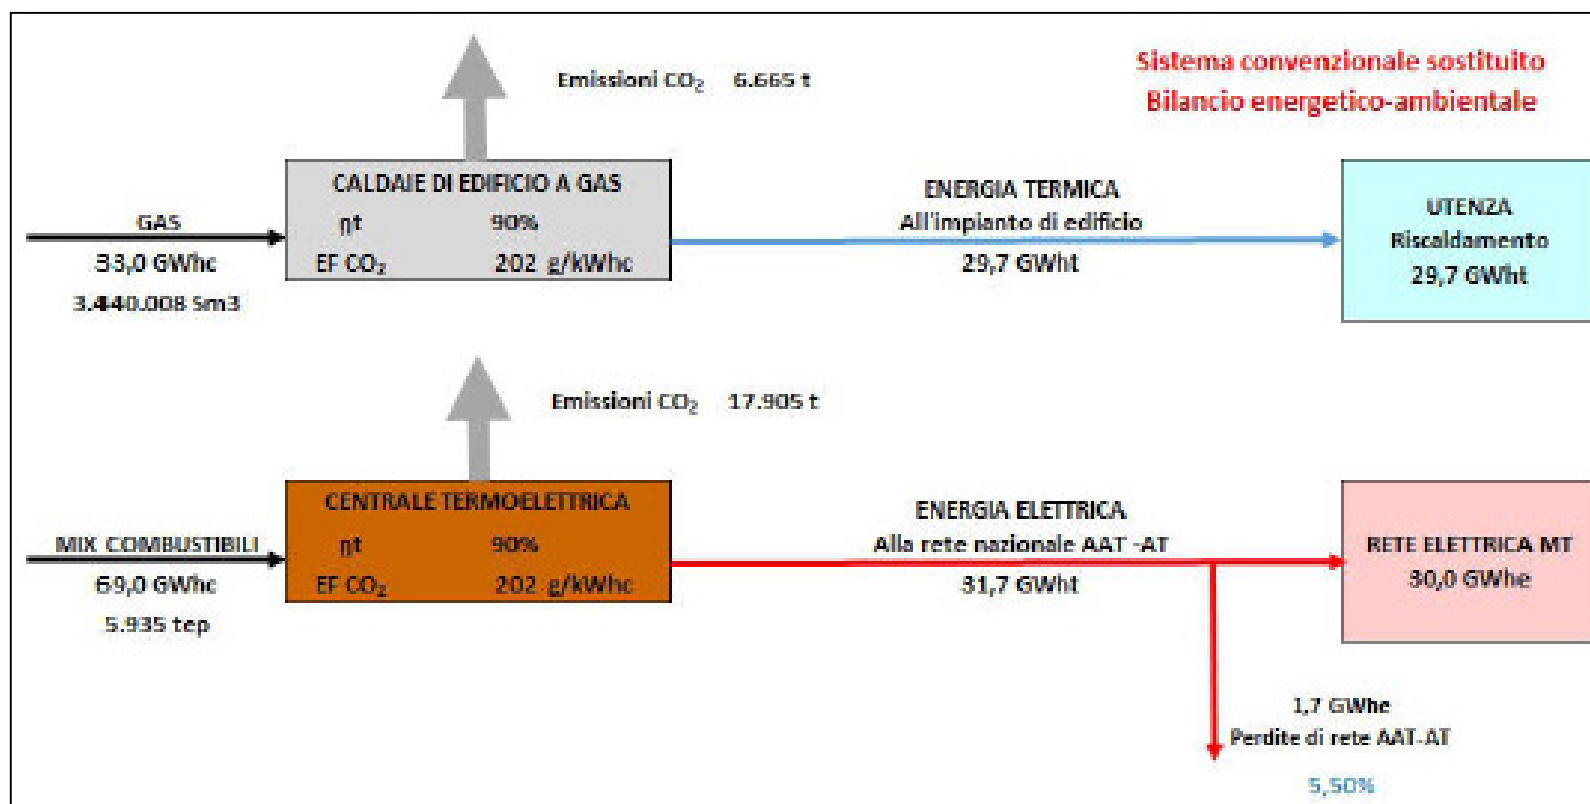 Sistema convenzionale sostituito
Bilancio energetico-ambientale
Emissioni CO₂ 6.665 t
GAS
33,0 GWhc
3.440.008 Sm3
CALDAIE DI EDIFICIO A GAS
ηt 90%
EF CO₂ 202 g/kWhc
ENERGIA TERMICA
All'impianto di edificio
29,7 GWht
UTENZA
Riscaldamento
29,7 GWht
Emissioni CO₂ 17.905 t
MIX COMBUSTIBILI
69,0 GWhc
5.935 tep
CENTRALE TERMOELETTRICA
ηt 90%
EF CO₂ 202 g/kWhc
ENERGIA ELETTRICA
Alla rete nazionale AAT -AT
31,7 GWht
RETE ELETTRICA MT
30,0 GWhe
1,7 GWhe
Perdite di rete AAT-AT
5,50%